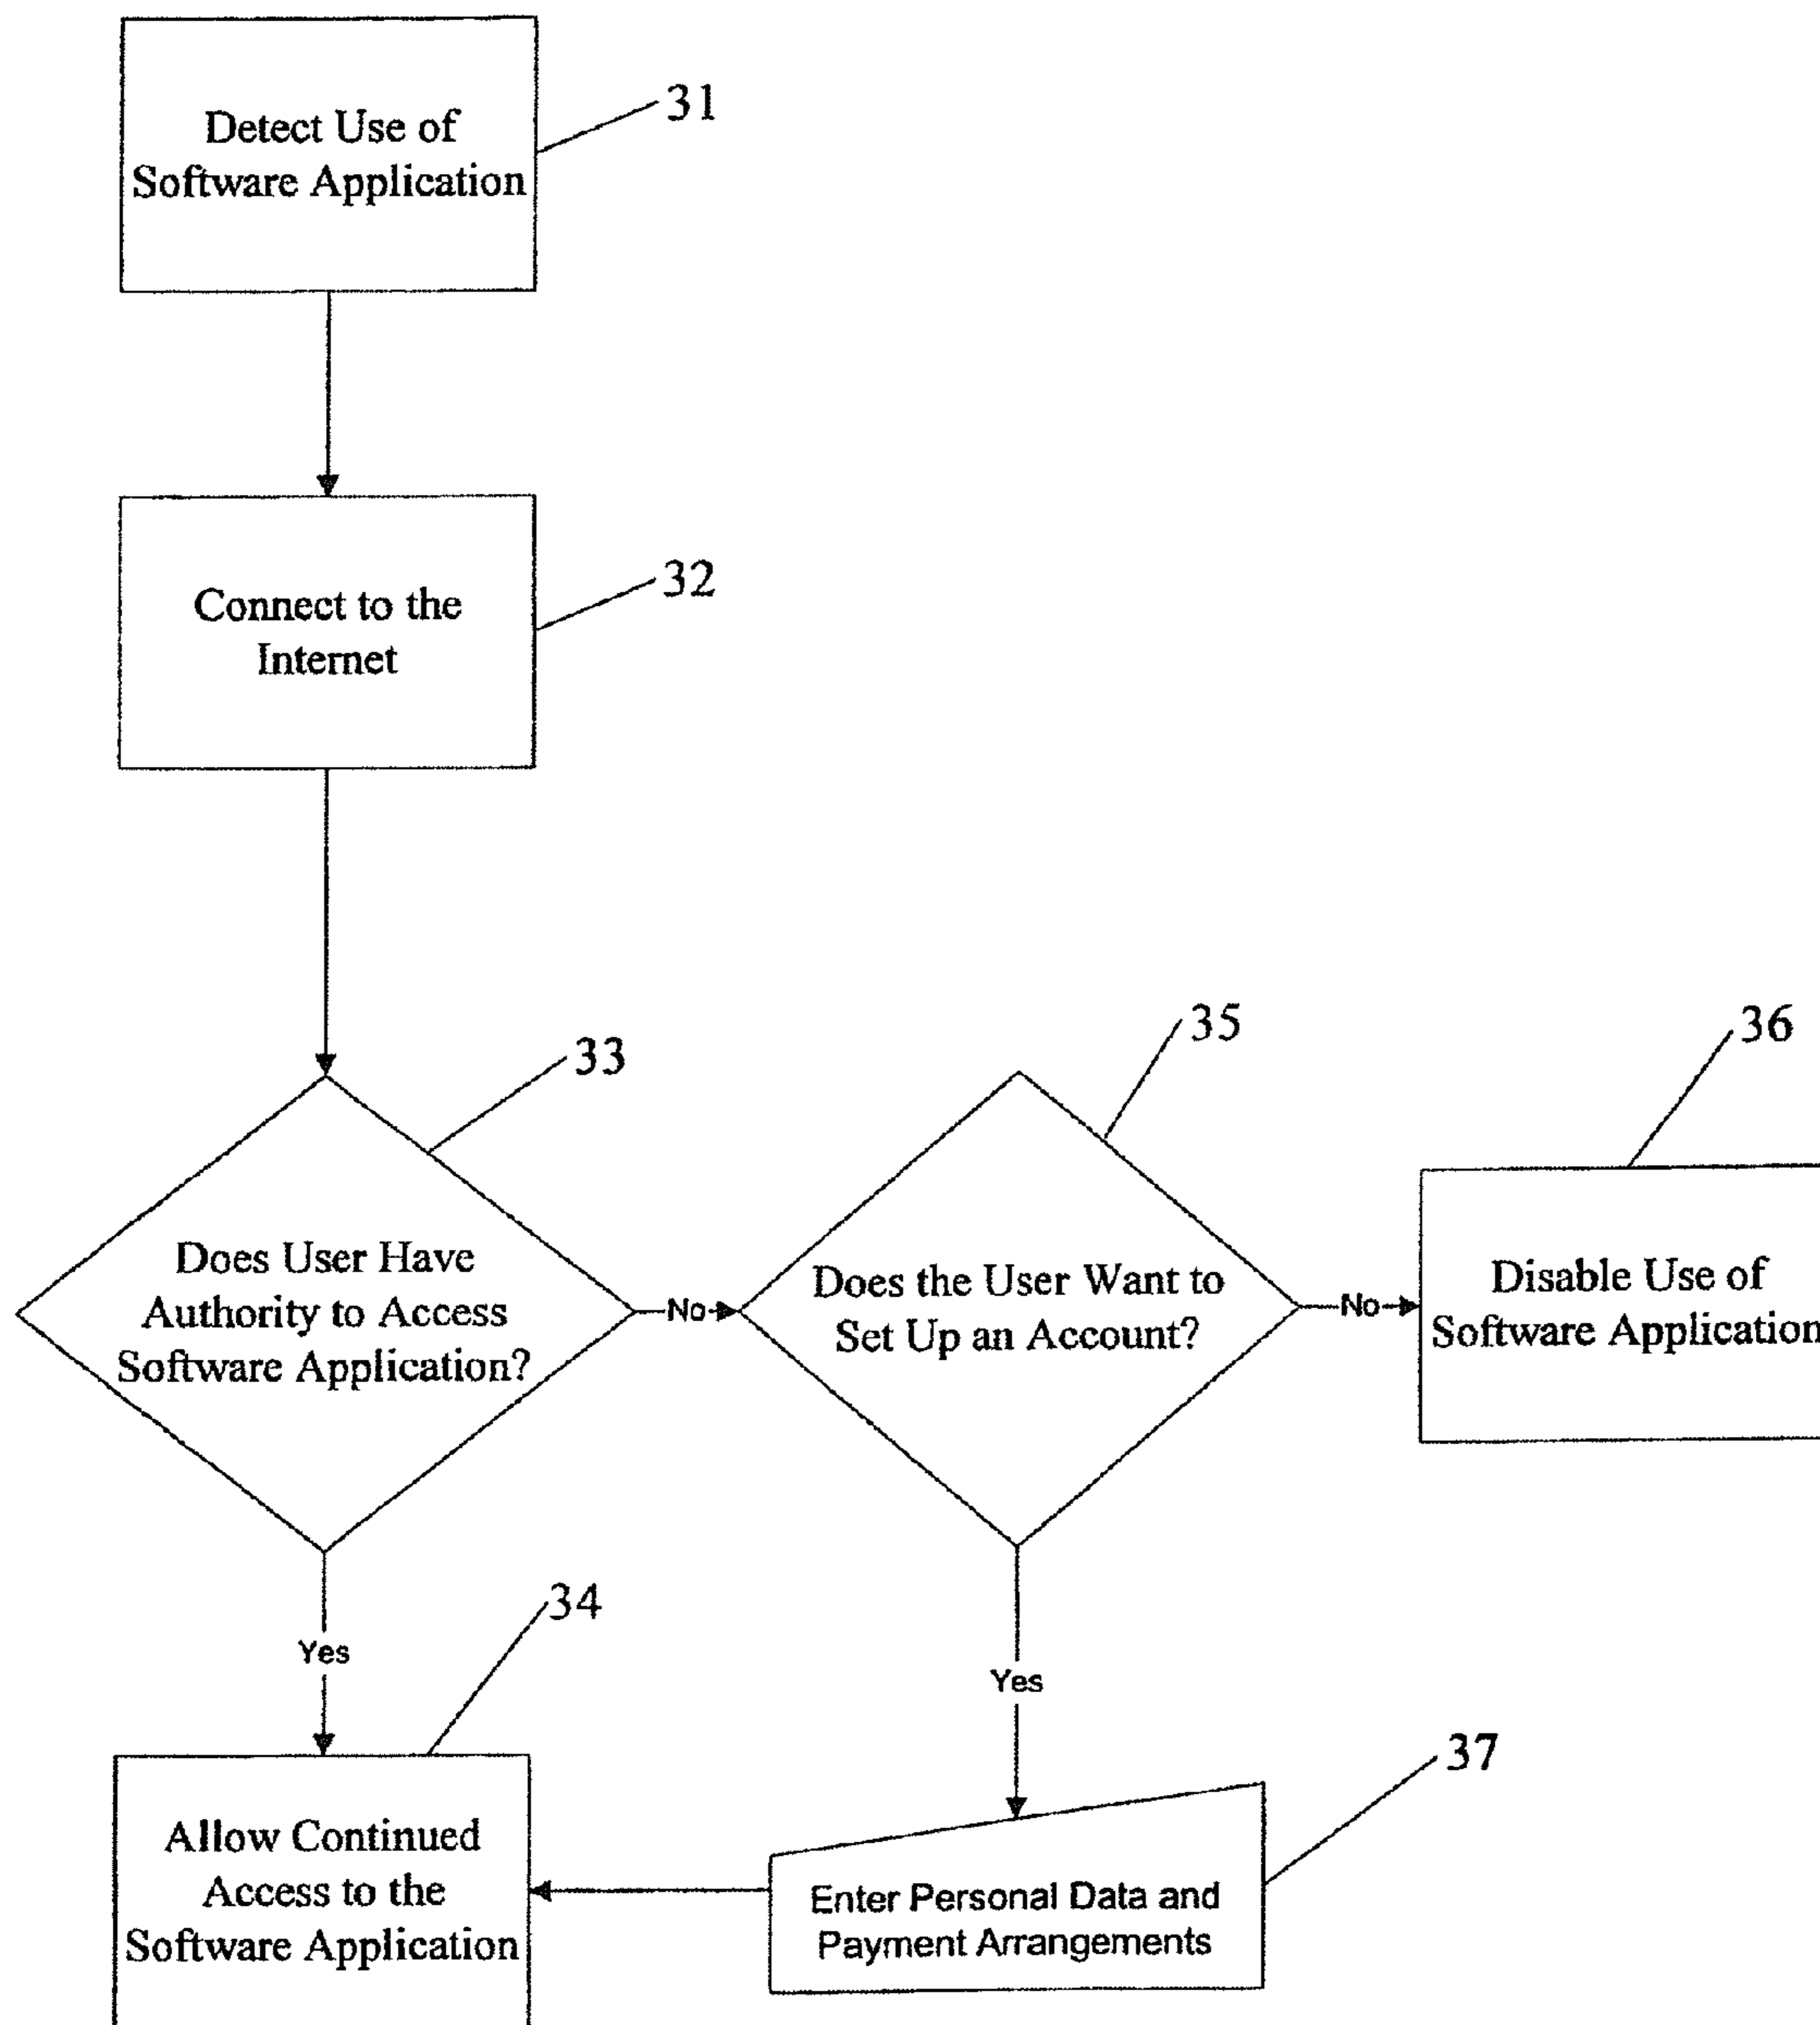 Detect Use of
Software Application
31
Connect to the
Internet
32
33
Does User Have
Authority to Access
Software Application?
No
35
Does the User Want to
Set Up an Account?
No
36
Disable Use of
Software Application
Yes
34
Allow Continued
Access to the
Software Application
Yes
37
Enter Personal Data and
Payment Arrangements